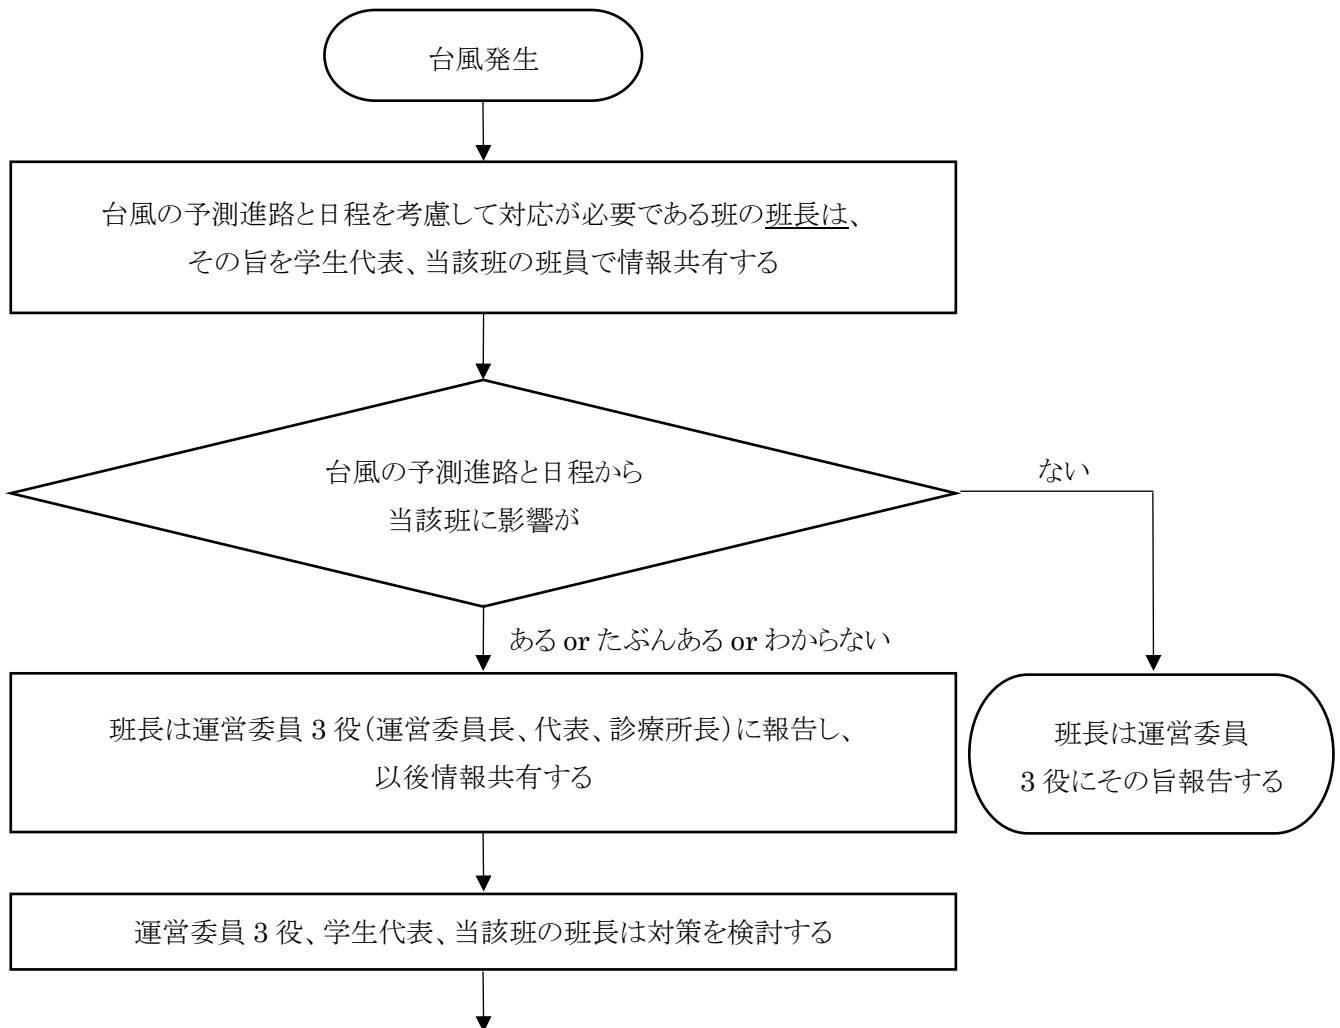 台風発生
台風の予測進路と日程を考慮して対応が必要である班の班長は、
その旨を学生代表、当該班の班員で情報共有する
台風の予測進路と日程から
当該班に影響が
ない
ある or たぶんある or わからない
班長は運営委員 3 役(運営委員長、代表、診療所長)に報告し、
以後情報共有する
班長は運営委員
3 役にその旨報告する
運営委員 3 役、学生代表、当該班の班長は対策を検討する